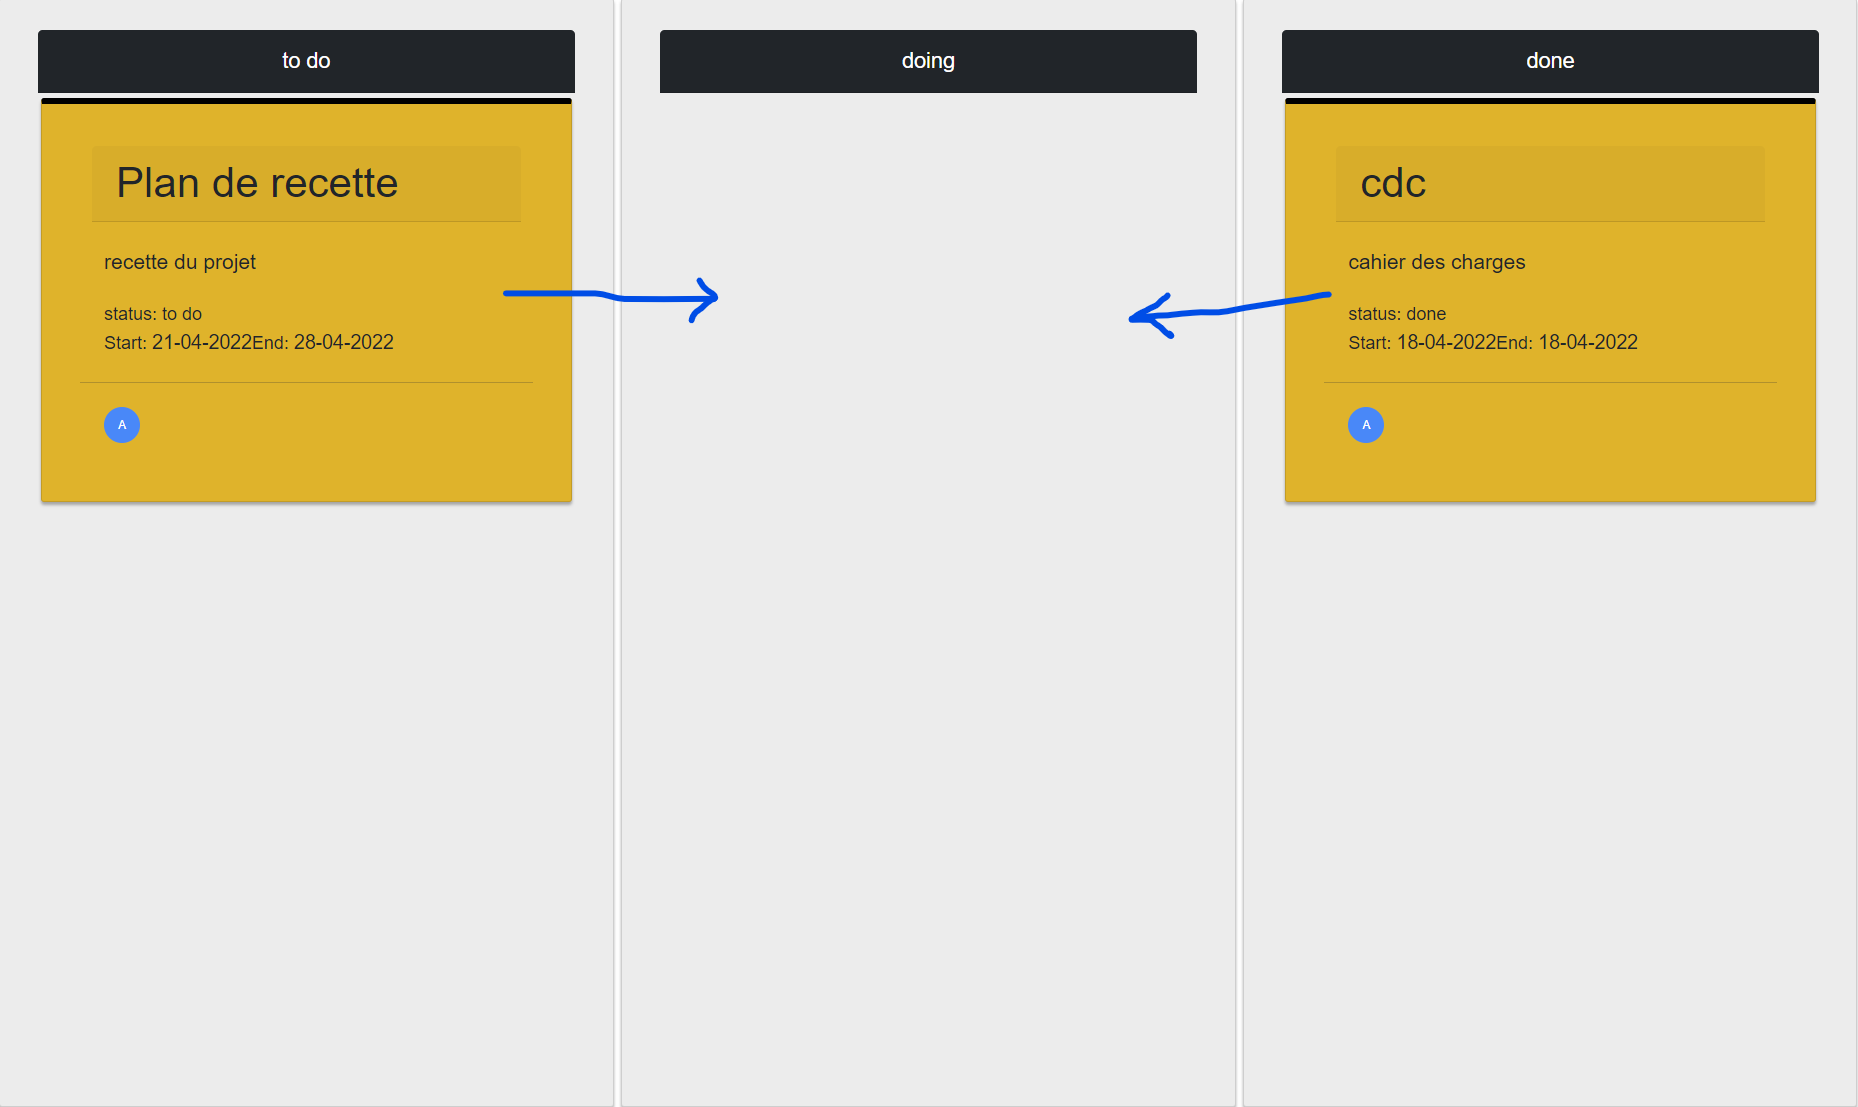 to do
Plan de recette
recette du projet
status: to do
Start: 21-04-2022End: 28-04-2022
A
doing
done
cdc
cahier des charges
status: done
Start: 18-04-2022End: 18-04-2022
A